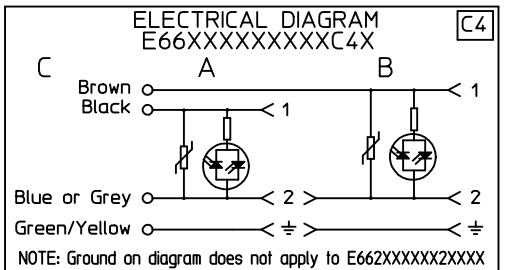 ELECTRICAL DIAGRAM
C4
E66XXXXXXXXXC4X
C A B
Brown 1
Black 1
Blue or Grey 2 2
Green/Yellow
NOTE: Ground on diagram does not apply to E662XXXXXX2XXXX